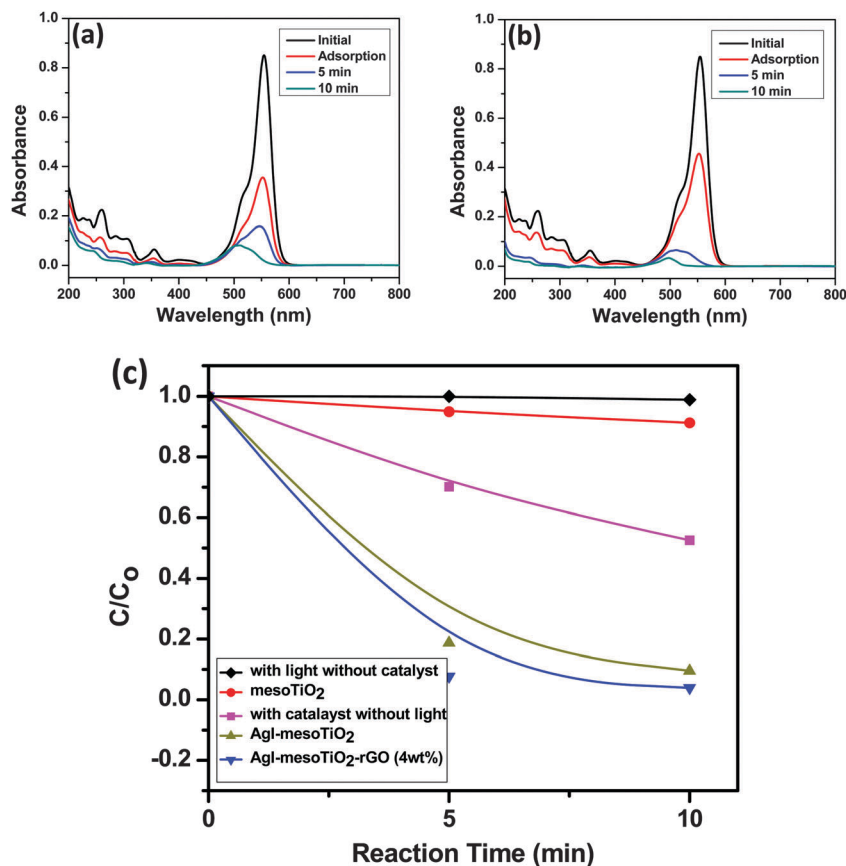 (a)
Initial
Adsorption
5 min
10 min
Absorbance
1.0
0.8
0.6
0.4
0.2
0.0
200 300 400 500 600 700 800
Wavelength (nm)
(b)
Initial
Adsorption
5 min
10 min
Absorbance
1.0
0.8
0.6
0.4
0.2
0.0
200 300 400 500 600 700 800
Wavelength (nm)
(c)
C/Co
1.0
0.8
0.6
0.4
0.2
0.0
-0.2
with light without catalyst
mesoTiO2
with catalayst without light
AgI-mesoTiO2
AgI-mesoTiO2-rGO (4wt%)
0 5 10
Reaction Time (min)